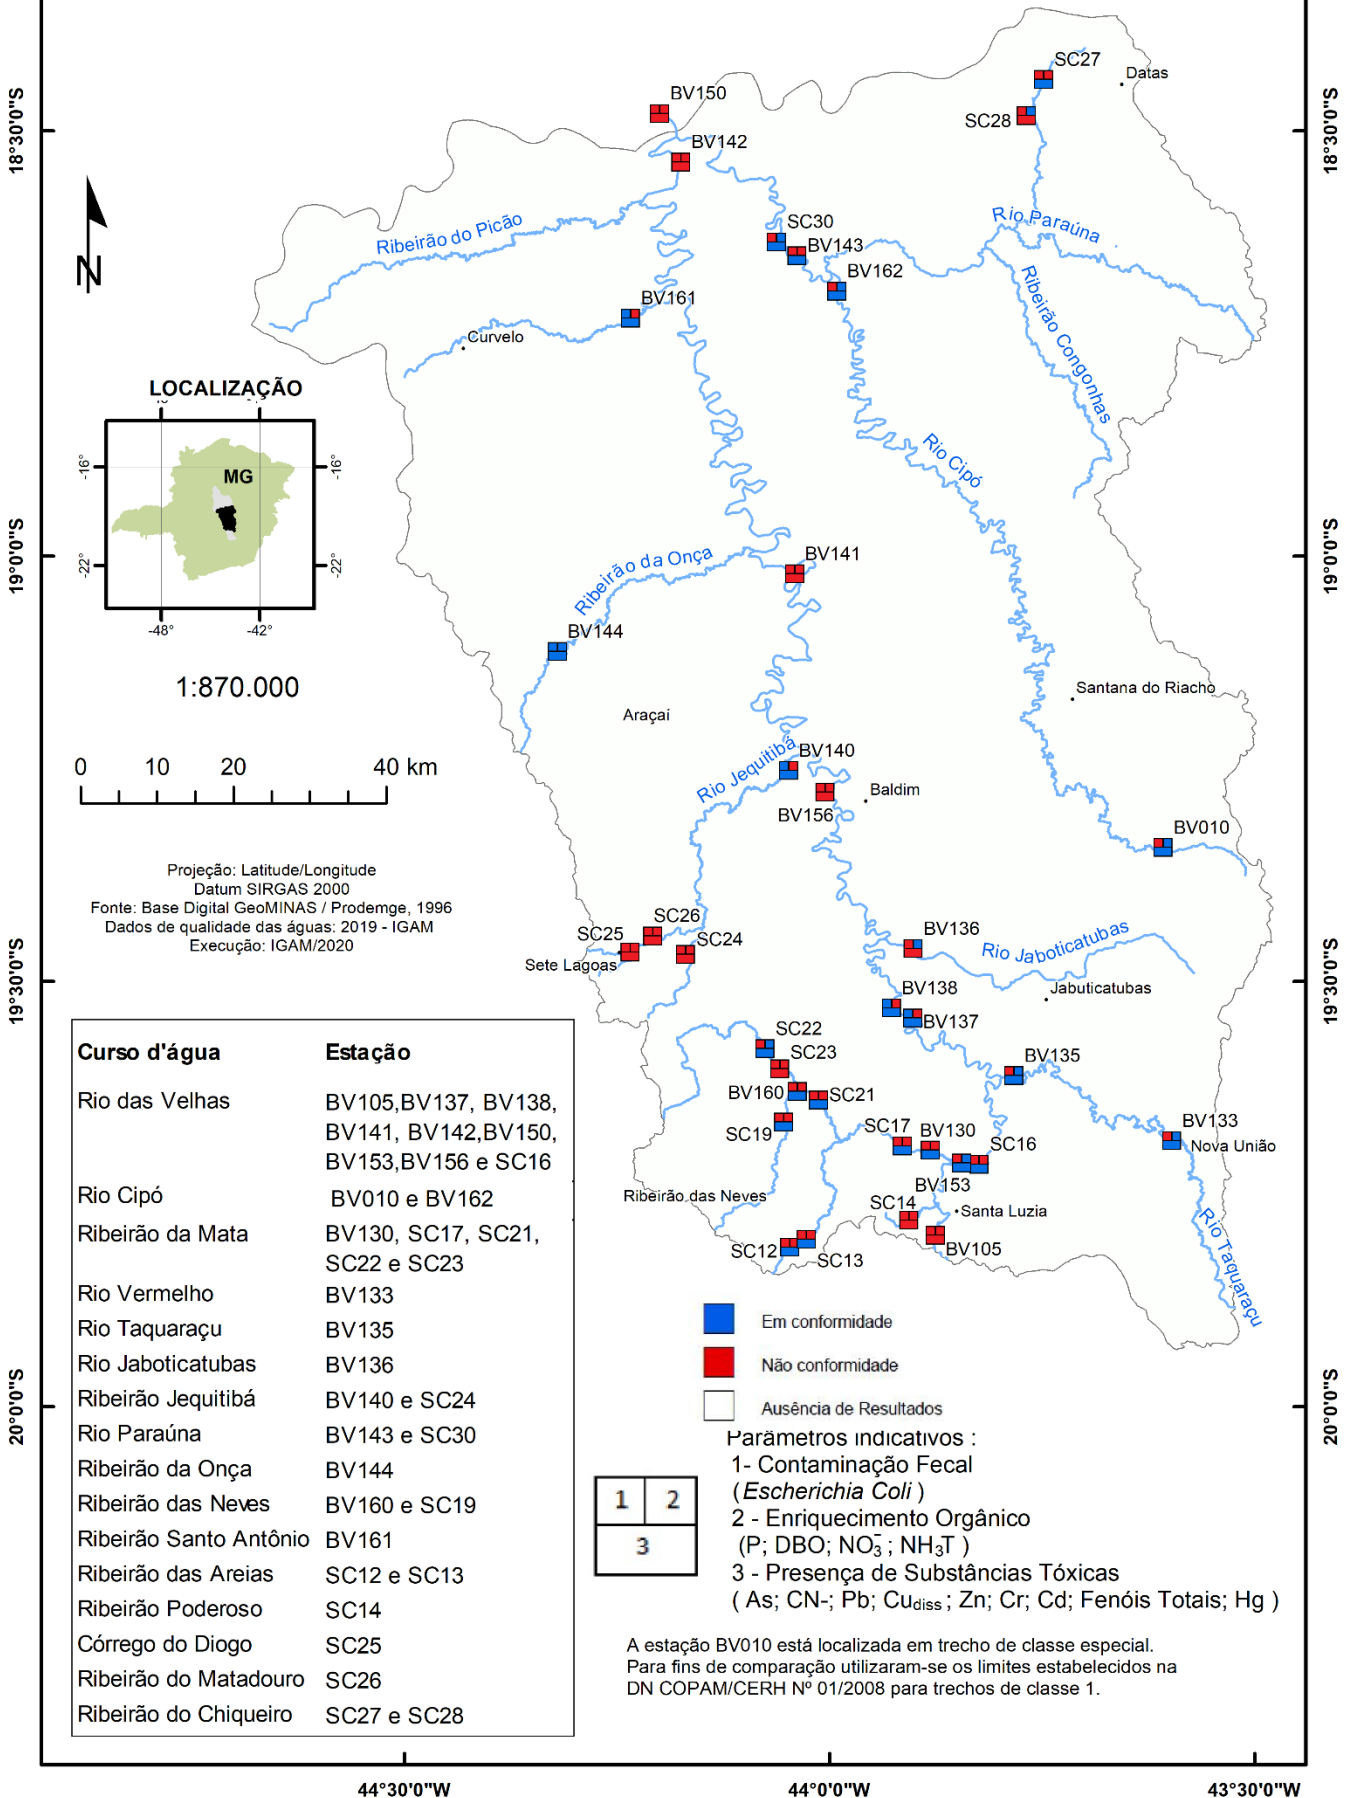 SC27
Datas
BV150
SC28
BV142
18°30'0"S
18°30'0"S
Ribeirão do Picão
SC30
Rio Paraúna
BV143
N
BV162
BV161
Ribeirão Congonhas
Curvelo
LOCALIZAÇÃO
-16°
MG
-16°
-22°
-22°
-48°
-42°
Rio Cipó
19°0'0"S
BV141
19°0'0"S
Ribeirão da Onça
BV144
1:870.000
Santana do Riacho
Araçaí
BV140
Rio Jequitibá
0 10 20 40 km
Baldim
BV156
BV010
Projeção: Latitude/Longitude
Datum SIRGAS 2000
Fonte: Base Digital GeoMINAS / Prodemge, 1996
Dados de qualidade das águas: 2019 - IGAM
Execução: IGAM/2020
SC26
SC25
SC24
Sete Lagoas
BV136
Rio Jaboticatubas
19°30'0"S
BV138
Jabuticatubas
19°30'0"S
BV137
SC22
SC23
BV135
BV160
SC21
SC19
SC17
BV130
SC16
BV133
Nova União
BV153
Ribeirão das Neves
SC14
Santa Luzia
SC12
SC13
BV105
Rio Taquaraçu
Curso d'água Estação
Rio das Velhas BV105,BV137, BV138,
BV141, BV142,BV150,
BV153,BV156 e SC16
Rio Cipó BV010 e BV162
Ribeirão da Mata BV130, SC17, SC21,
SC22 e SC23
Rio Vermelho BV133
Rio Taquaraçu BV135
Rio Jaboticatubas BV136
Ribeirão Jequitibá BV140 e SC24
Rio Paraúna BV143 e SC30
Ribeirão da Onça BV144
Ribeirão das Neves BV160 e SC19
Ribeirão Santo Antônio BV161
Ribeirão das Areias SC12 e SC13
Ribeirão Poderoso SC14
Córrego do Diogo SC25
Ribeirão do Matadouro SC26
Ribeirão do Chiqueiro SC27 e SC28
Em conformidade
Não conformidade
Ausência de Resultados
20°0'0"S
20°0'0"S
Parâmetros indicativos :
1- Contaminação Fecal
(Escherichia Coli )
2 - Enriquecimento Orgânico
(P; DBO; NO₃⁻; NH₃T )
3 - Presença de Substâncias Tóxicas
( As; CN-; Pb; Cudiss; Zn; Cr; Cd; Fenóis Totais; Hg )
1 2
3
A estação BV010 está localizada em trecho de classe especial.
Para fins de comparação utilizaram-se os limites estabelecidos na
DN COPAM/CERH Nº 01/2008 para trechos de classe 1.
44°30'0"W 44°0'0"W 43°30'0"W